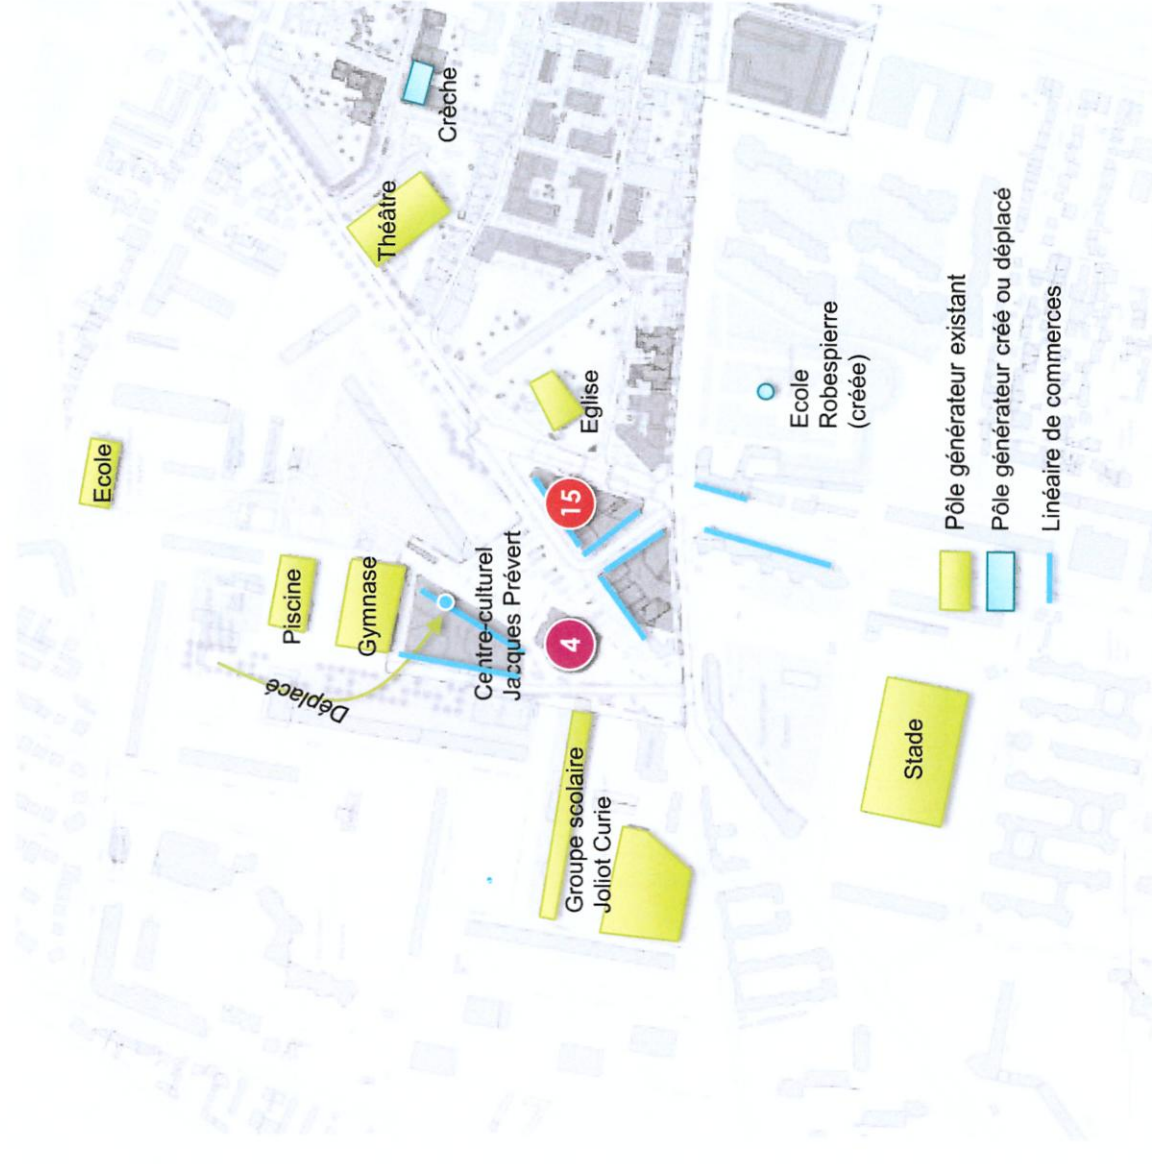 Ecole
Piscine
Gymnase
Déplacé
Centre-culturel
Jacques Prévert
Théâtre
Crèche
Eglise
15
4
Groupe scolaire
Joliot Curie
Ecole
Robespierre
(créée)
Stade
Pôle générateur existant
Pôle générateur créé ou déplacé
Linéaire de commerces